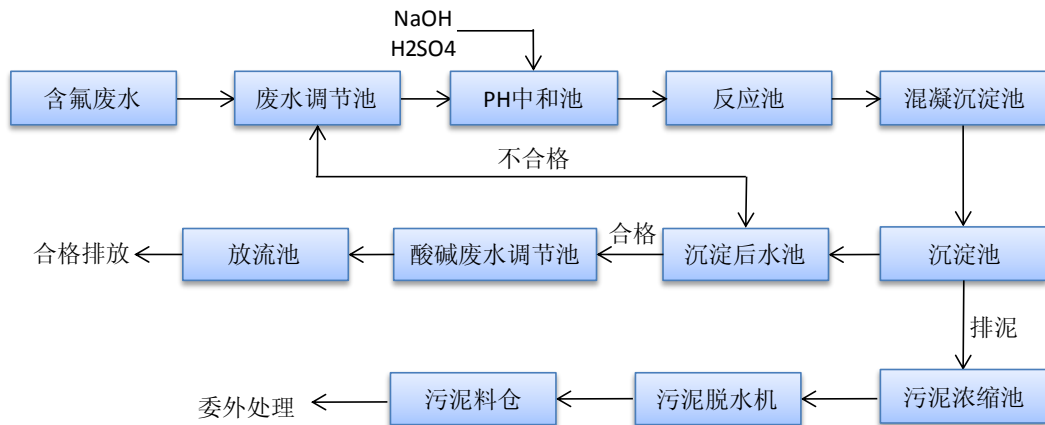 NaOH
H2SO4
含氟废水
废水调节池
PH中和池
反应池
混凝沉淀池
不合格
合格排放
放流池
酸碱废水调节池
合格
沉淀后水池
沉淀池
排泥
委外处理
污泥料仓
污泥脱水机
污泥浓缩池